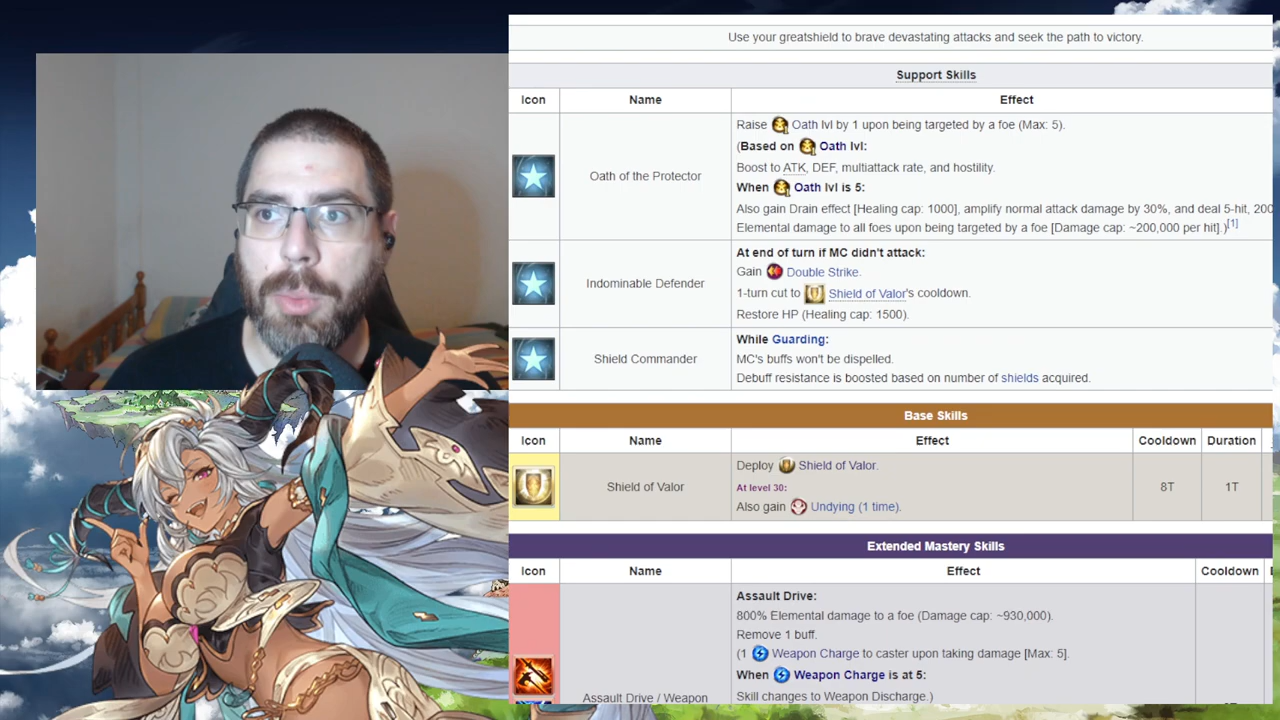 Use your greatshield to brave devastating attacks and seek the path to victory.
Support Skills
Icon Name Effect
Oath of the Protector
Raise Oath lvl by 1 upon being targeted by a foe (Max: 5).
(Based on Oath lvl:
Boost to ATK, DEF, multiattack rate, and hostility.
When Oath lvl is 5:
Also gain Drain effect [Healing cap: 1000], amplify normal attack damage by 30%, and deal 5-hit, 200
Elemental damage to all foes upon being targeted by a foe [Damage cap: ~200,000 per hit].)[1]
Indominable Defender
At end of turn if MC didn't attack:
Gain Double Strike.
1-turn cut to Shield of Valor's cooldown.
Restore HP (Healing cap: 1500).
Shield Commander
While Guarding:
MC's buffs won't be dispelled.
Debuff resistance is boosted based on number of shields acquired.
Base Skills
Icon Name Effect Cooldown Duration
Shield of Valor
Deploy Shield of Valor.
At level 30:
Also gain Undying (1 time).
8T 1T
Extended Mastery Skills
Icon Name Effect Cooldown
Assault Drive / Weapon
Assault Drive:
800% Elemental damage to a foe (Damage cap: ~930,000).
Remove 1 buff.
(1 Weapon Charge to caster upon taking damage [Max: 5].
When Weapon Charge is at 5:
Skill changes to Weapon Discharge.)